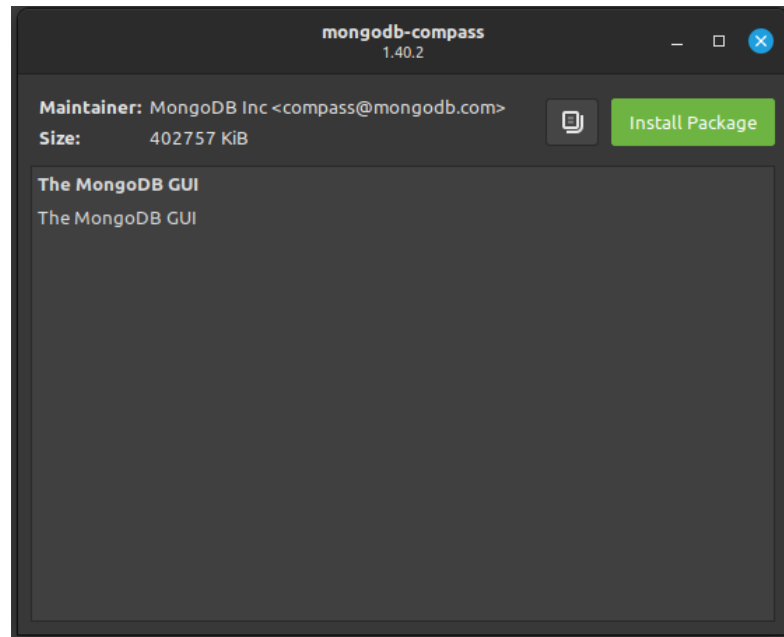 mongodb-compass
1.40.2
Maintainer: MongoDB Inc <compass@mongodb.com>
Size: 402757 KiB
Install Package
The MongoDB GUI
The MongoDB GUI